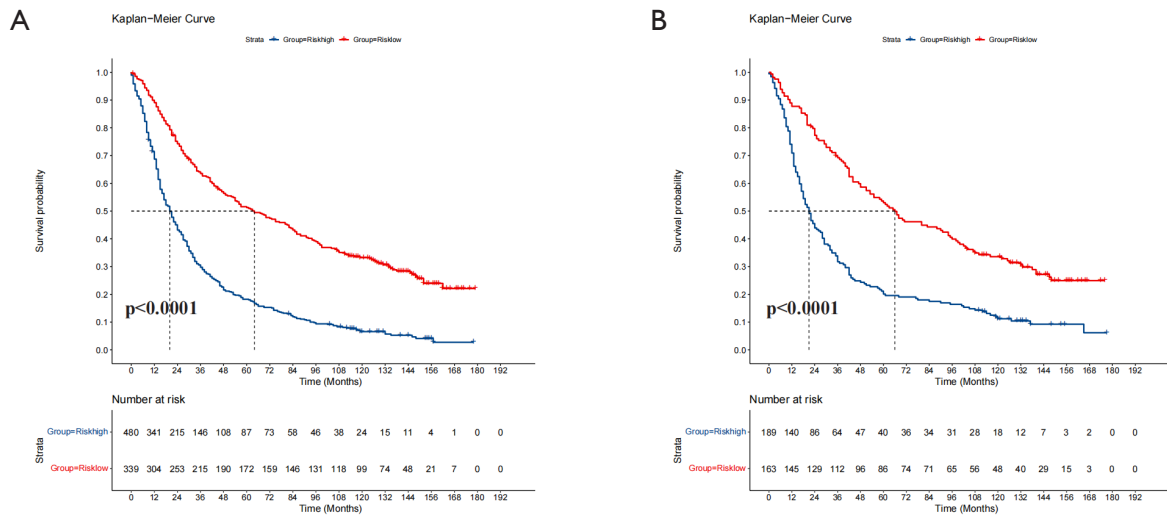 A
Kaplan−Meier Curve
Strata Group=Riskhigh Group=Risklow
1.0
0.9
0.8
0.7
0.6
0.5
0.4
0.3
0.2
0.1
0.0
Survival probability
p<0.0001
0 12 24 36 48 60 72 84 96 108 120 132 144 156 168 180 192
Time (Months)
Number at risk
Strata
Group=Riskhigh 480 341 215 146 108 87 73 58 46 38 24 15 11 4 1 0 0
Group=Risklow 339 304 253 215 190 172 159 146 131 118 99 74 48 21 7 0 0
0 12 24 36 48 60 72 84 96 108 120 132 144 156 168 180 192
Time (Months)
B
Kaplan−Meier Curve
Strata Group=Riskhigh Group=Risklow
1.0
0.9
0.8
0.7
0.6
0.5
0.4
0.3
0.2
0.1
0.0
Survival probability
p<0.0001
0 12 24 36 48 60 72 84 96 108 120 132 144 156 168 180 192
Time (Months)
Number at risk
Strata
Group=Riskhigh 189 140 86 64 47 40 36 34 31 28 18 12 7 3 2 0 0
Group=Risklow 163 145 129 112 96 86 74 71 65 56 48 40 29 15 3 0 0
0 12 24 36 48 60 72 84 96 108 120 132 144 156 168 180 192
Time (Months)